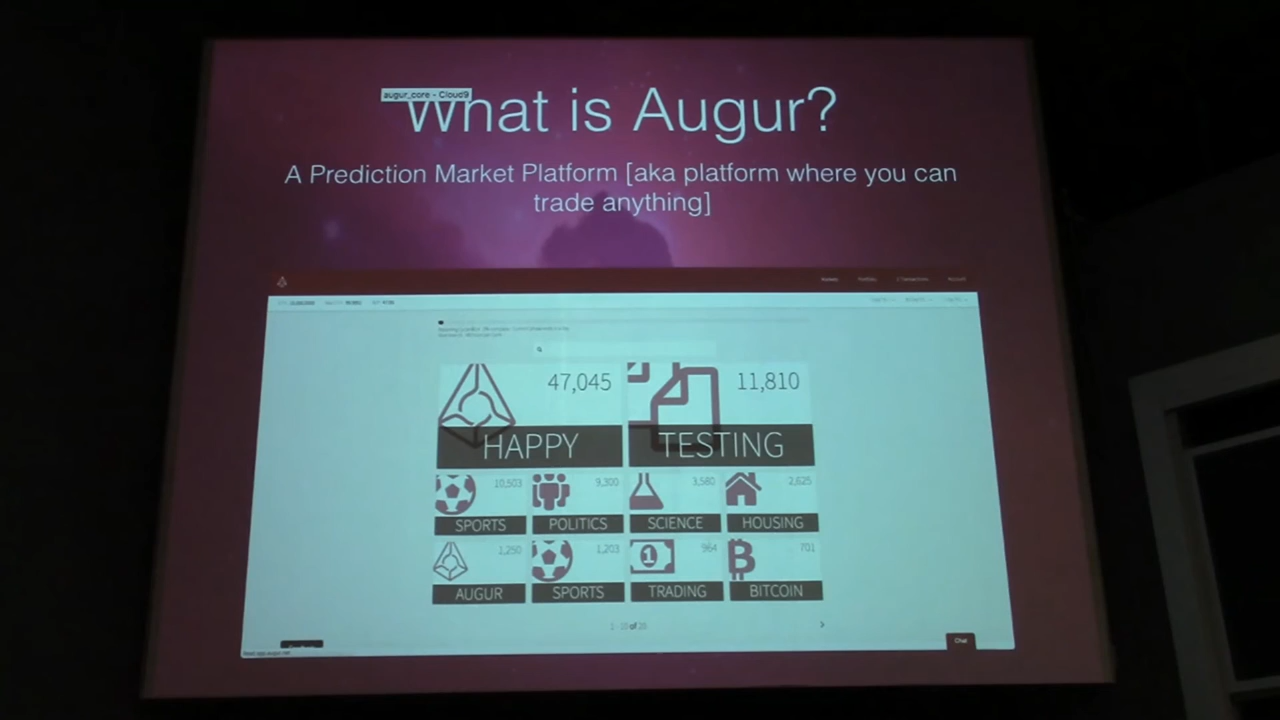 augur_core - Cloud9
What is Augur?
A Prediction Market Platform [aka platform where you can
trade anything]
47,045
11,810
HAPPY
TESTING
10,503
9,300
3,580
2,625
SPORTS
POLITICS
SCIENCE
HOUSING
1,250
1,203
964
701
AUGUR
SPORTS
TRADING
BITCOIN
Chat